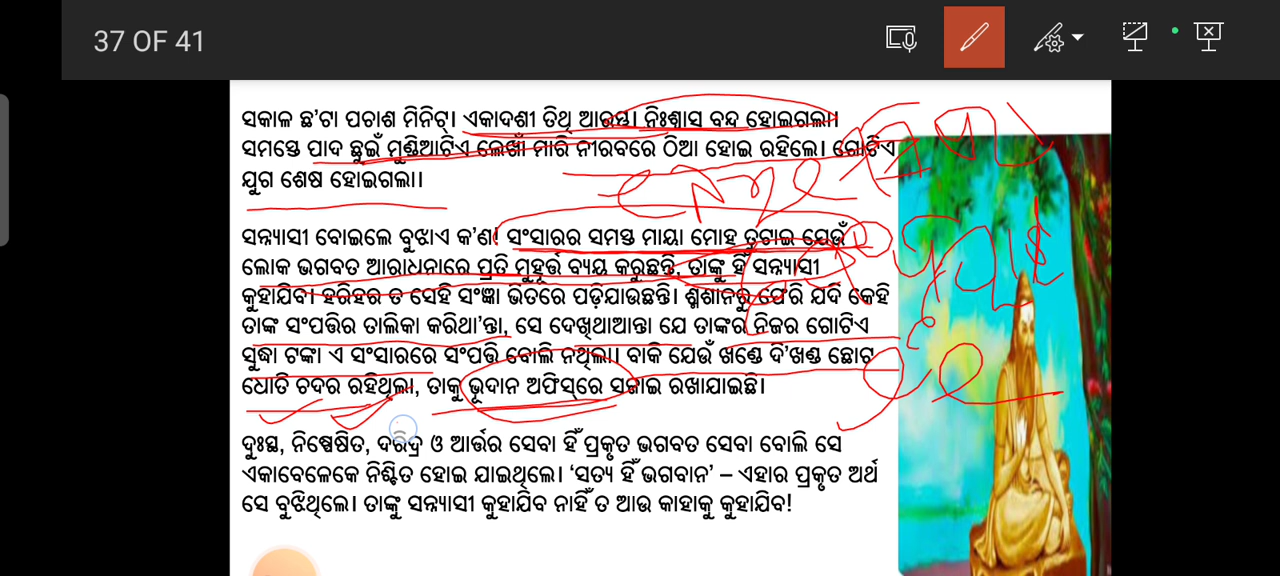 37 OF 41
ସକାଳ ଛ'ଟା ପଚାଶ ମିନିଟ୍। ଏକାଦଶୀ ତିଥି ଆରମ୍ଭ। ନିଃଶ୍ୱାସ ବନ୍ଦ ହୋଇଗଲା।
ସମସ୍ତେ ପାଦ ଛୁଇଁ ମୁଣ୍ଡିଆଟିଏ ଲେଖାଁ ମାରି ନୀରବରେ ଠିଆ ହୋଇ ରହିଲେ। ଗୋଟିଏ
ଯୁଗ ଶେଷ ହୋଇଗଲା।
ସନ୍ନ୍ୟାସୀ ବୋଇଲେ ବୁଝାଏ କ'ଣ! ସଂସାରର ସମସ୍ତ ମାୟା ମୋହ ତୁଟାଇ ଯେଉଁ
ଲୋକ ଭଗବତ ଆରାଧନାରେ ପ୍ରତି ମୁହୂର୍ତ୍ତ ବ୍ୟୟ କରୁଛନ୍ତି, ତାଙ୍କୁ ହିଁ ସନ୍ନ୍ୟାସୀ
କୁହାଯିବ। ହରିହର ତ ସେହି ସଂଜ୍ଞା ଭିତରେ ପଡ଼ିଯାଉଛନ୍ତି। ଶ୍ମଶାନରୁ ଫେରି ଯଦି କେହି
ତାଙ୍କ ସଂପତ୍ତିର ତାଲିକା କରିଥା'ନ୍ତା, ସେ ଦେଖିଥାଆନ୍ତା ଯେ ତାଙ୍କର ନିଜର ଗୋଟିଏ
ସୁଦ୍ଧା ଟଙ୍କା ଏ ସଂସାରରେ ସଂପତ୍ତି ବୋଲି ନଥିଲା। ବାକି ଯେଉଁ ଖଣ୍ଡେ ଦି'ଖଣ୍ଡ ଛୋଟ
ଧୋତି ଚଦର ରହିଥିଲା, ତାକୁ ଭୂଦାନ ଅଫିସ୍‌ରେ ସଜାଇ ରଖାଯାଇଛି।
ଦୁଃସ୍ଥ, ନିଷ୍ପେଷିତ, ଦରିଦ୍ର ଓ ଆର୍ତ୍ତର ସେବା ହିଁ ପ୍ରକୃତ ଭଗବତ ସେବା ବୋଲି ସେ
ଏକାବେଳେକେ ନିଶ୍ଚିତ ହୋଇ ଯାଇଥିଲେ। 'ସତ୍ୟ ହିଁ ଭଗବାନ' – ଏହାର ପ୍ରକୃତ ଅର୍ଥ
ସେ ବୁଝିଥିଲେ। ତାଙ୍କୁ ସନ୍ନ୍ୟାସୀ କୁହାଯିବ ନାହିଁ ତ ଆଉ କାହାକୁ କୁହାଯିବ!